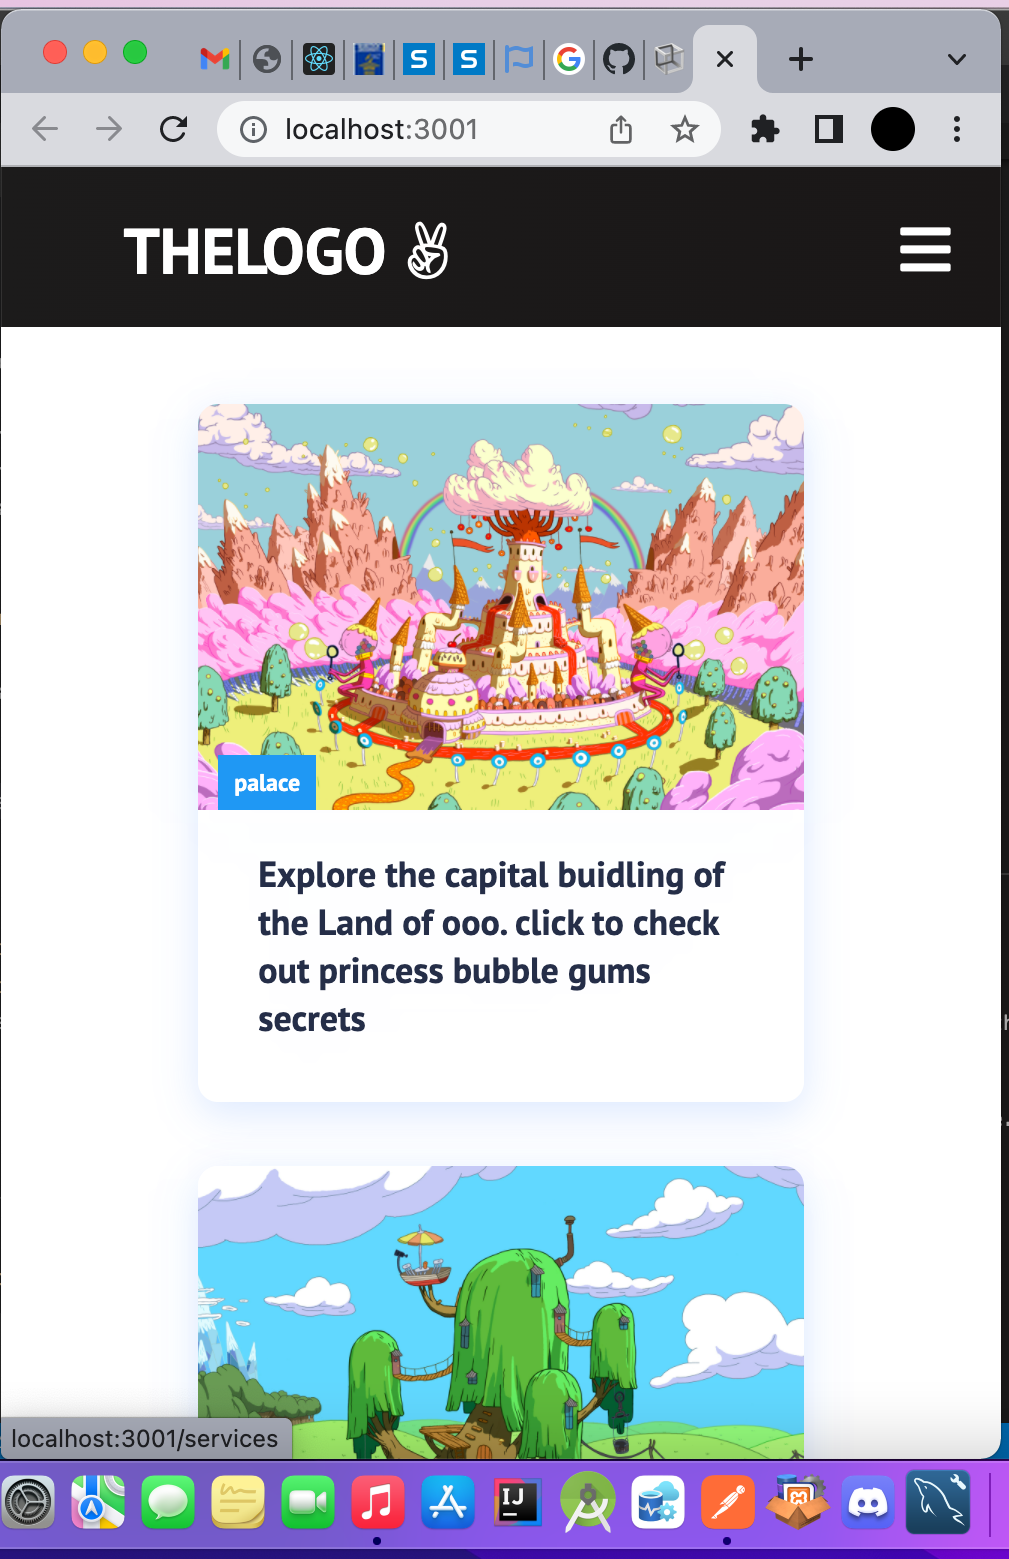 S
S
localhost:3001
THELOGO ✌
palace
Explore the capital buidling of
the Land of ooo. click to check
out princess bubble gums
secrets
localhost:3001/services
IJ